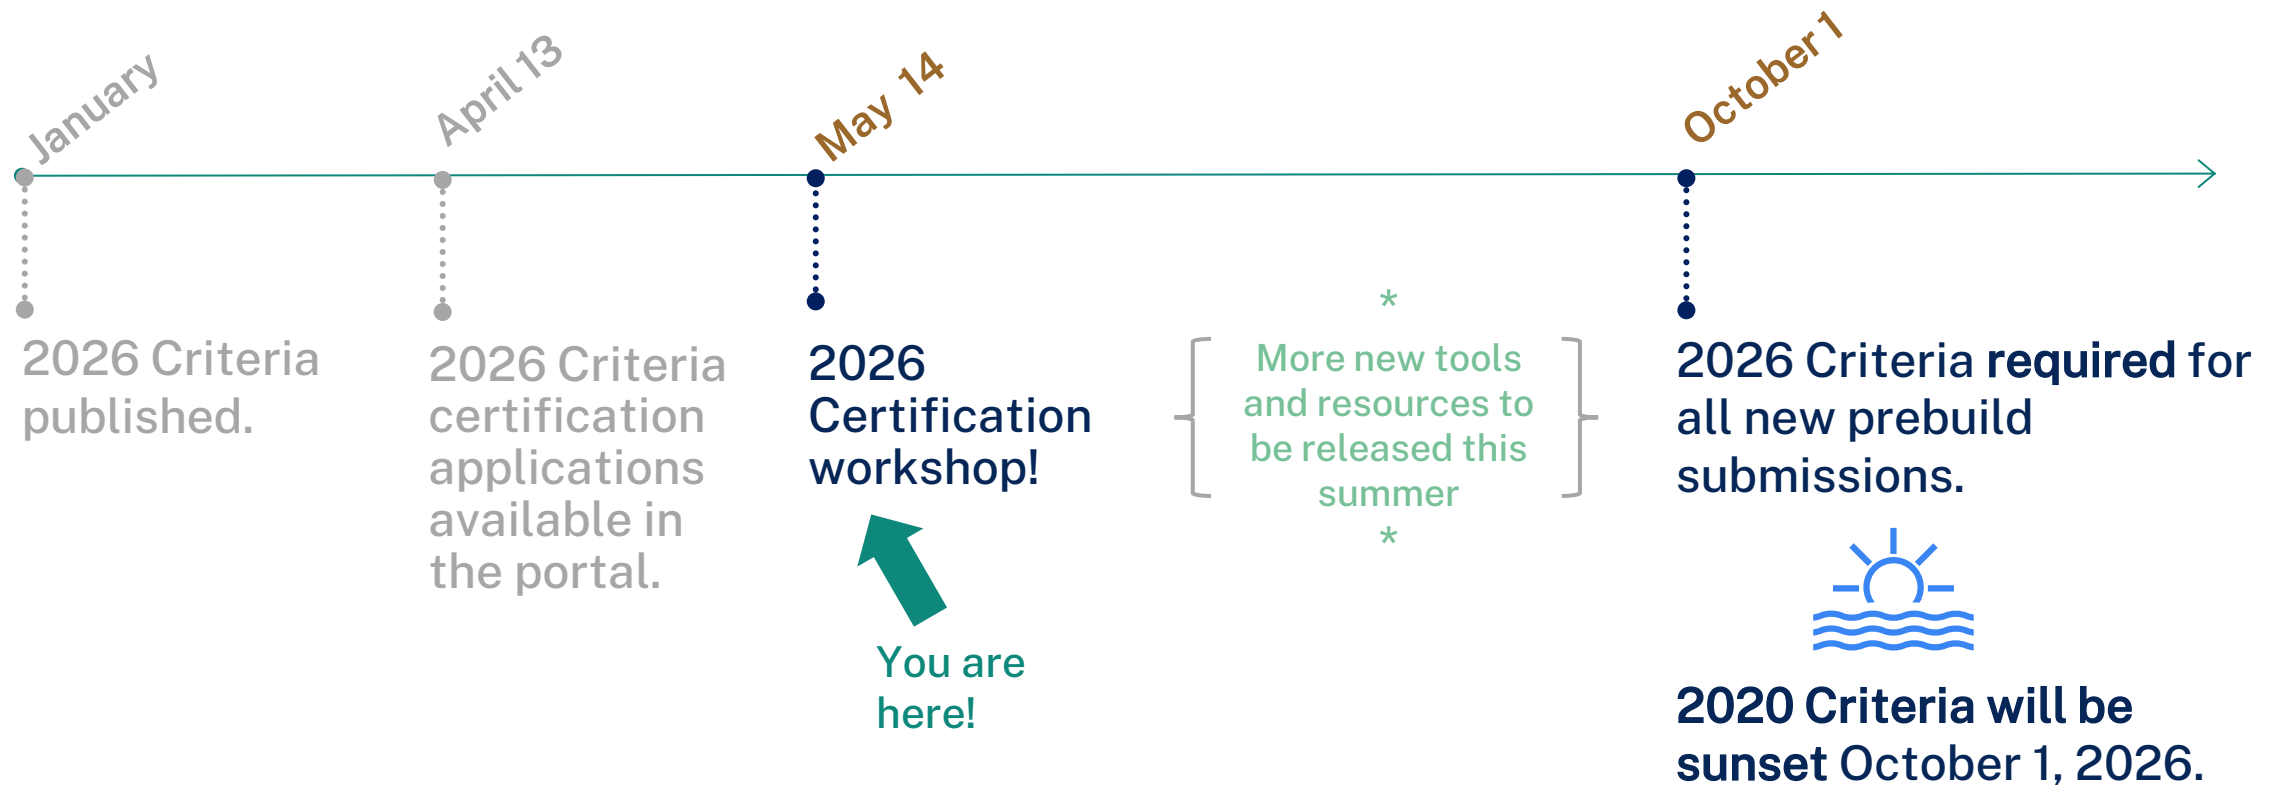 January
April 13
May 14
October 1
2026 Criteria
published.
2026 Criteria
certification
applications
available in
the portal.
2026
Certification
workshop!
You are
here!
*
More new tools
and resources to
be released this
summer
*
2026 Criteria required for
all new prebuild
submissions.
2020 Criteria will be
sunset October 1, 2026.